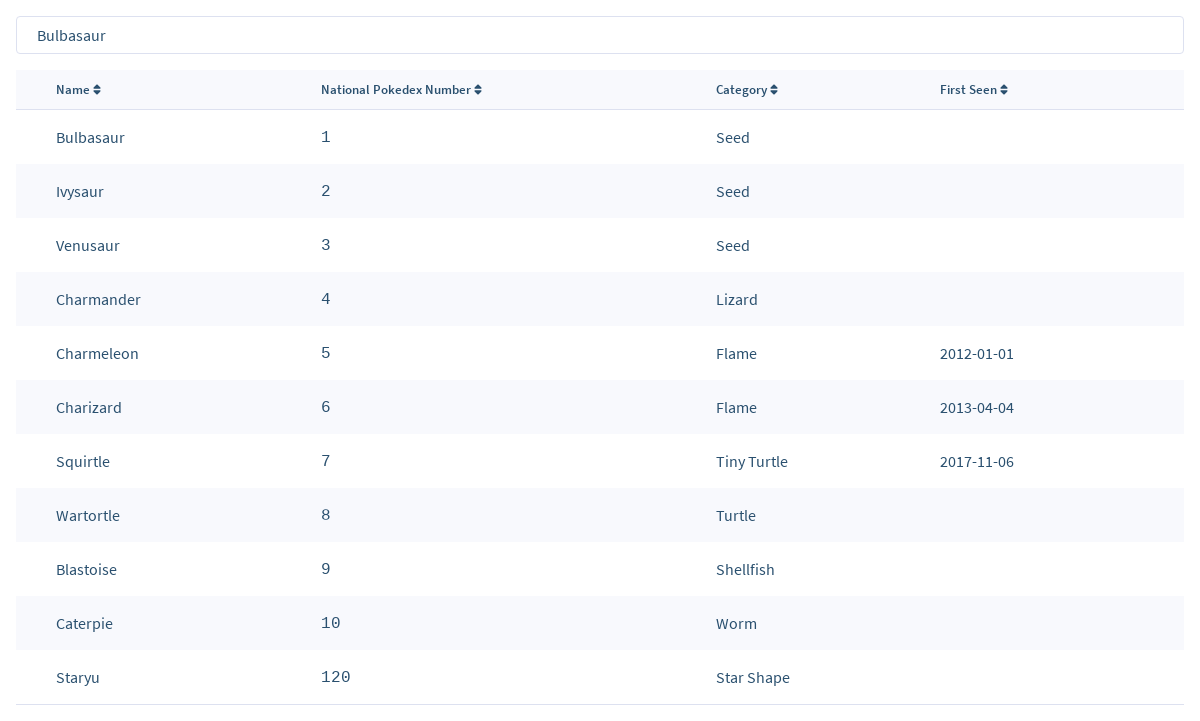 Bulbasaur
Name National Pokedex Number Category First Seen
Bulbasaur 1 Seed
Ivysaur 2 Seed
Venusaur 3 Seed
Charmander 4 Lizard
Charmeleon 5 Flame 2012-01-01
Charizard 6 Flame 2013-04-04
Squirtle 7 Tiny Turtle 2017-11-06
Wartortle 8 Turtle
Blastoise 9 Shellfish
Caterpie 10 Worm
Staryu 120 Star Shape